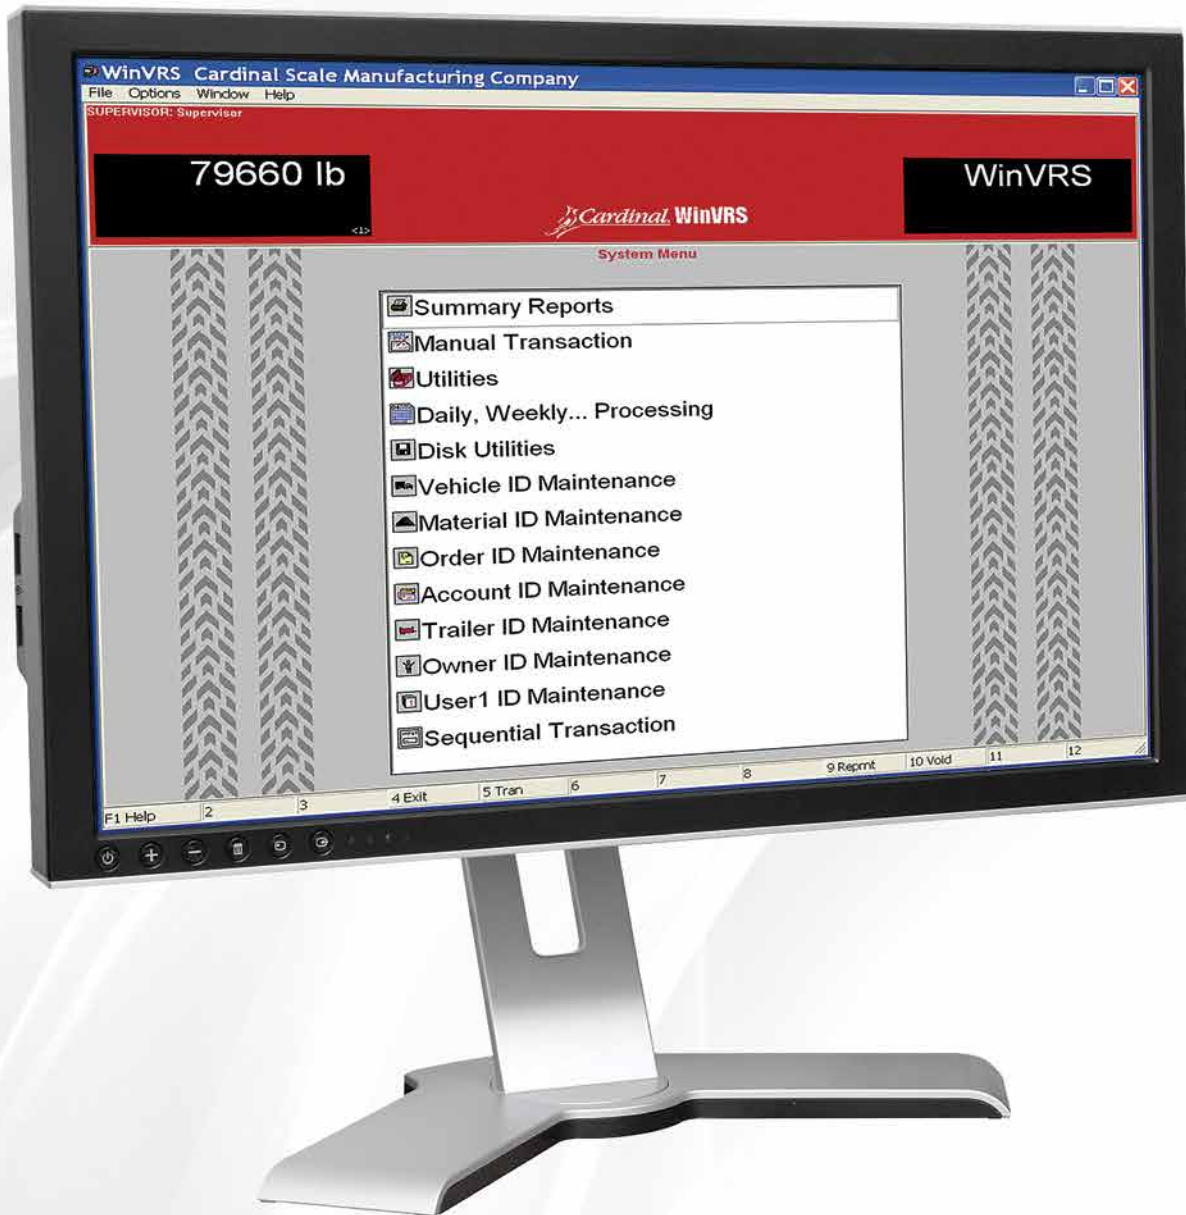 WinVRS Cardinal Scale Manufacturing Company
File Options Window Help
SUPERVISOR: Supervisor
79660 lb
<1>
Cardinal WinVRS
WinVRS
System Menu
Summary Reports
Manual Transaction
Utilities
Daily, Weekly... Processing
Disk Utilities
Vehicle ID Maintenance
Material ID Maintenance
Order ID Maintenance
Account ID Maintenance
Trailer ID Maintenance
Owner ID Maintenance
User1 ID Maintenance
Sequential Transaction
F1 Help 2 3 4 Exit 5 Tran 6 7 8 9 Reprnt 10 Void 11 12